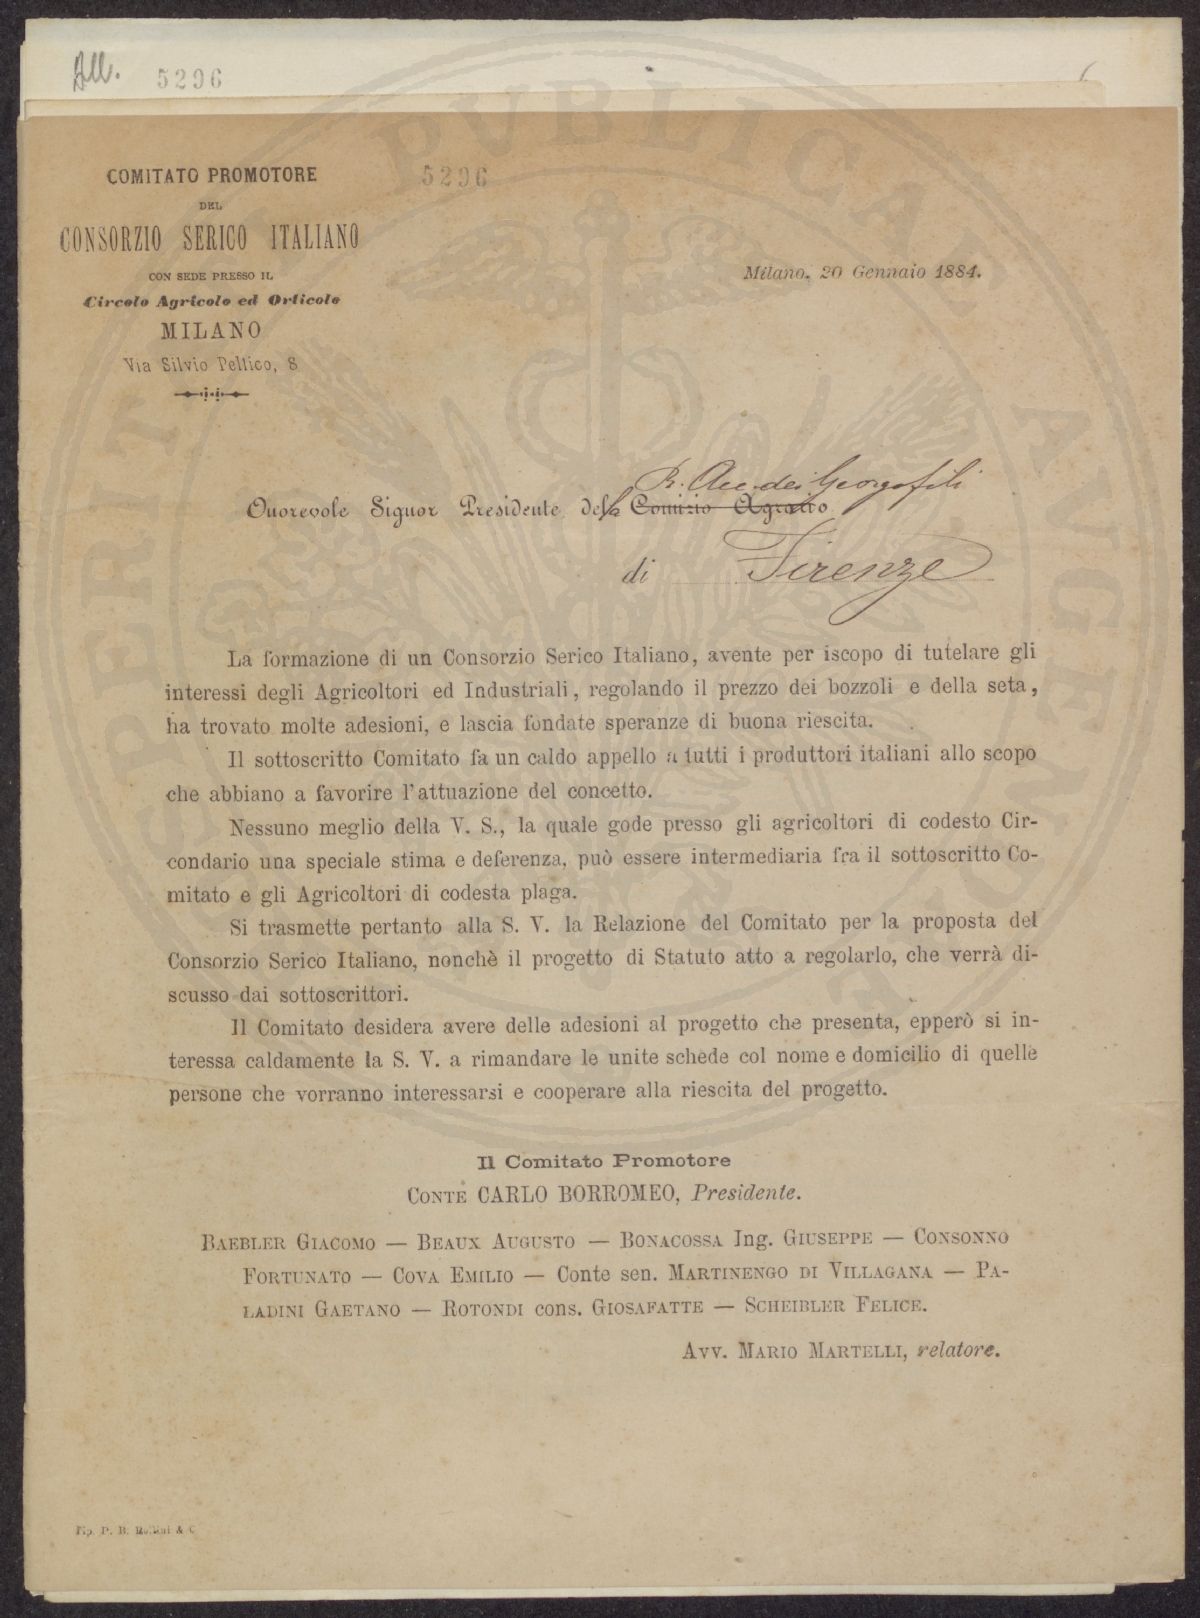 All. 5296
COMITATO PROMOTORE
DEL
CONSORZIO SERICO ITALIANO
CON SEDE PRESSO IL
Circolo Agricolo ed Orticolo
MILANO
Via Silvio Pellico, 8
5296
Milano, 20 Gennaio 1884.
R. Acc. dei Georgofili
Onorevole Signor Presidente della Comizio Agrario
di Firenze
La formazione di un Consorzio Serico Italiano, avente per iscopo di tutelare gli
interessi degli Agricoltori ed Industriali, regolando il prezzo dei bozzoli e della seta,
ha trovato molte adesioni, e lascia fondate speranze di buona riescita.
Il sottoscritto Comitato fa un caldo appello a tutti i produttori italiani allo scopo
che abbiano a favorire l'attuazione del concetto.
Nessuno meglio della V. S., la quale gode presso gli agricoltori di codesto Cir-
condario una speciale stima e deferenza, può essere intermediaria fra il sottoscritto Co-
mitato e gli Agricoltori di codesta plaga.
Si trasmette pertanto alla S. V. la Relazione del Comitato per la proposta del
Consorzio Serico Italiano, nonchè il progetto di Statuto atto a regolarlo, che verrà di-
scusso dai sottoscrittori.
Il Comitato desidera avere delle adesioni al progetto che presenta, epperò si in-
teressa caldamente la S. V. a rimandare le unite schede col nome e domicilio di quelle
persone che vorranno interessarsi e cooperare alla riescita del progetto.
Il Comitato Promotore
CONTE CARLO BORROMEO, Presidente.
BAEBLER GIACOMO — BEAUX AUGUSTO — BONACOSSA Ing. GIUSEPPE — CONSONNO
FORTUNATO — COVA EMILIO — Conte sen. MARTINENGO DI VILLAGANA — PA-
LADINI GAETANO — ROTONDI cons. GIOSAFATTE — SCHEIBLER FELICE.
AVV. MARIO MARTELLI, relatore.
Tip. P. B. & C
PROSPERITATI PVBLICAE AVGENDAE